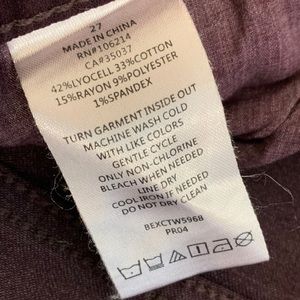 27
MADE IN CHINA
RN#106214
CA#35037
42%LYOCELL 33%COTTON
15%RAYON 9%POLYESTER
1%SPANDEX
TURN GARMENT INSIDE OUT
MACHINE WASH COLD
WITH LIKE COLORS
GENTLE CYCLE
ONLY NON-CHLORINE
BLEACH WHEN NEEDED
LINE DRY
COOL IRON IF NEEDED
DO NOT DRY CLEAN
BEXCTW5968
PR04